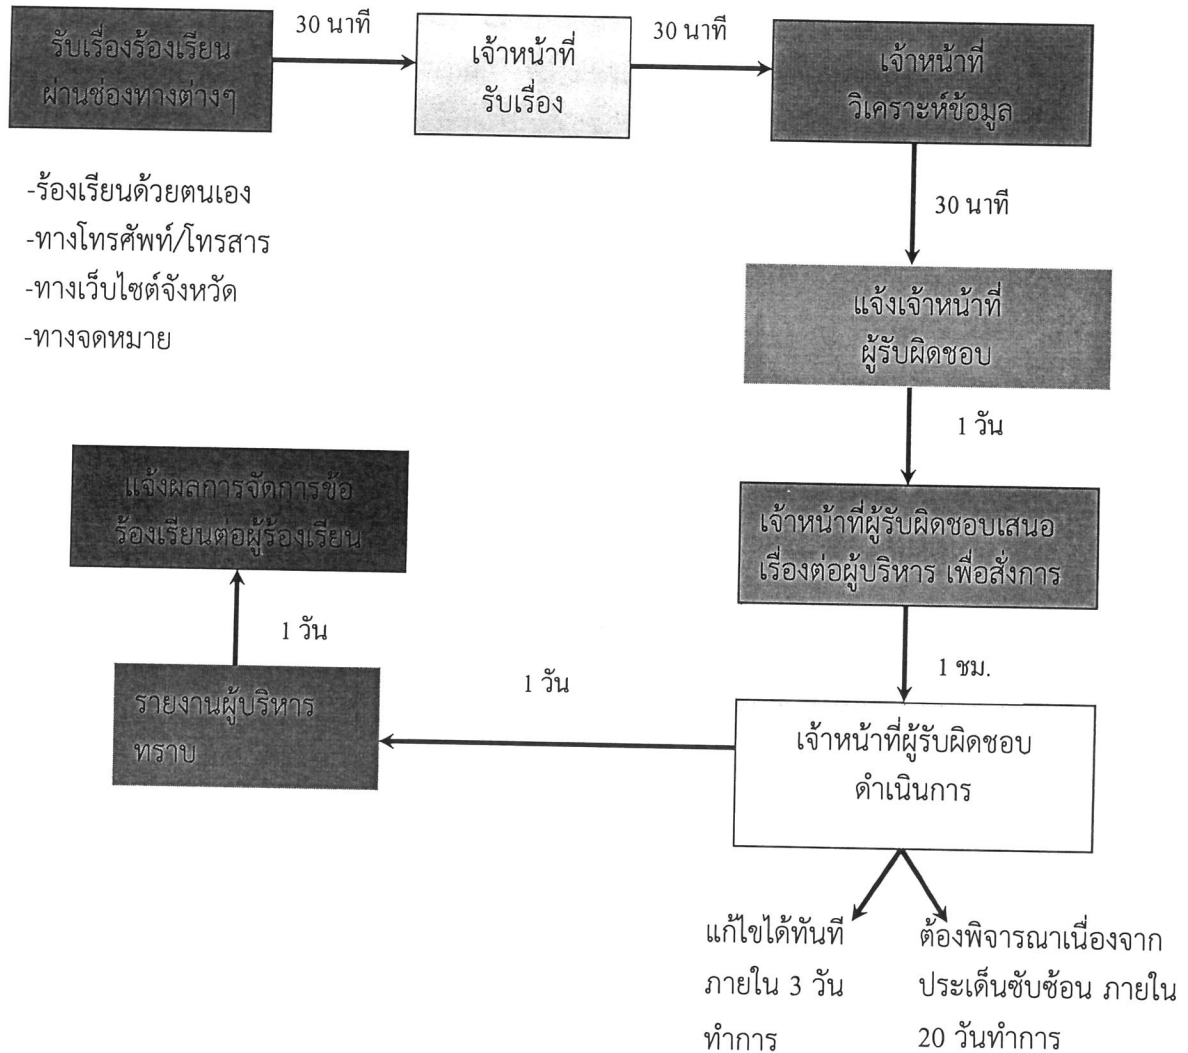 รับเรื่องร้องเรียน
ผ่านช่องทางต่างๆ
30 นาที
เจ้าหน้าที่
รับเรื่อง
30 นาที
เจ้าหน้าที่
วิเคราะห์ข้อมูล
-ร้องเรียนด้วยตนเอง
-ทางโทรศัพท์/โทรสาร
-ทางเว็บไซต์จังหวัด
-ทางจดหมาย
30 นาที
แจ้งเจ้าหน้าที่
ผู้รับผิดชอบ
1 วัน
เจ้าหน้าที่ผู้รับผิดชอบเสนอ
เรื่องต่อผู้บริหาร เพื่อสั่งการ
1 ชม.
เจ้าหน้าที่ผู้รับผิดชอบ
ดำเนินการ
แก้ไขได้ทันที
ภายใน 3 วัน
ทำการ
ต้องพิจารณาเนื่องจาก
ประเด็นซับซ้อน ภายใน
20 วันทำการ
1 วัน
รายงานผู้บริหาร
ทราบ
1 วัน
แจ้งผลการจัดการข้อ
ร้องเรียนต่อผู้ร้องเรียน